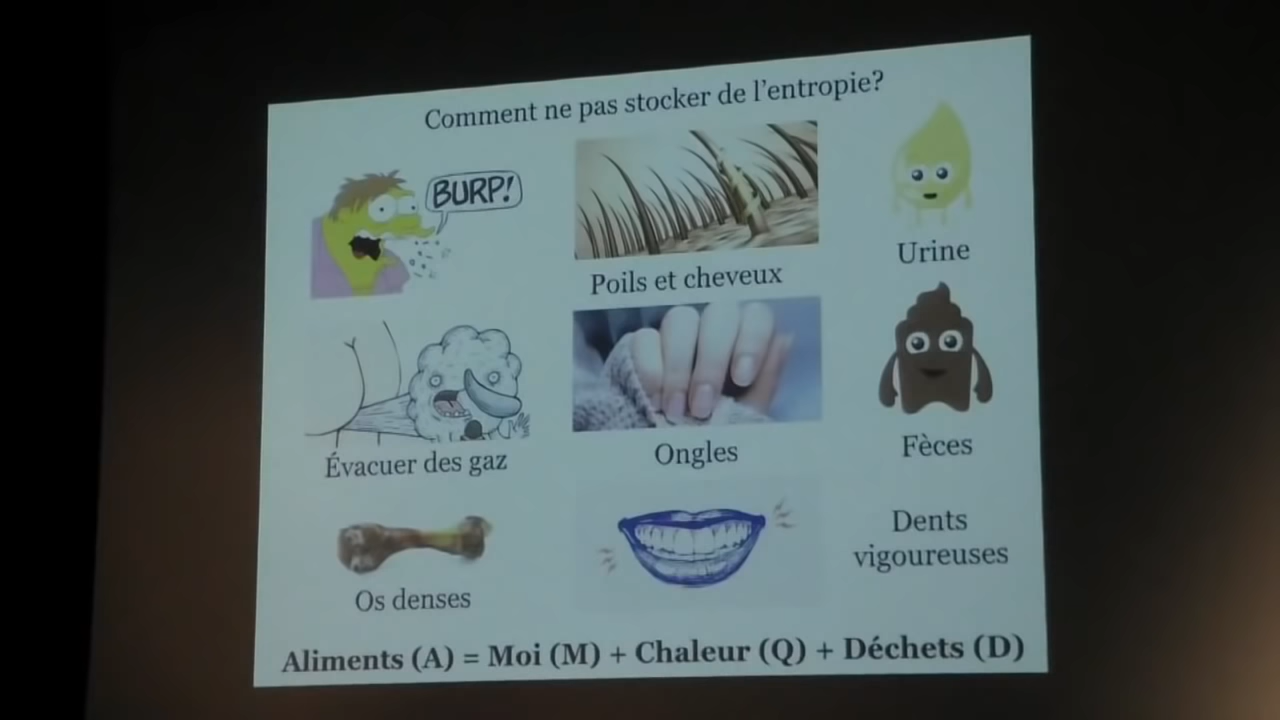 Comment ne pas stocker de l'entropie?
BURP!
Poils et cheveux
Urine
Évacuer des gaz
Ongles
Fèces
Os denses
Dents
vigoureuses
Aliments (A) = Moi (M) + Chaleur (Q) + Déchets (D)